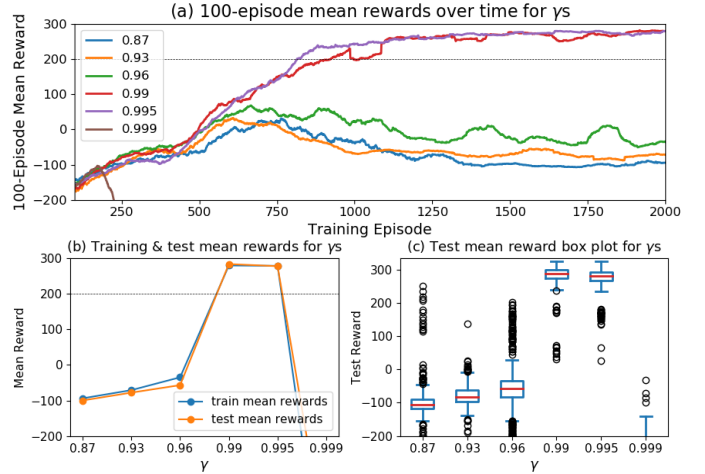 (a) 100-episode mean rewards over time for γs
100-Episode Mean Reward
300
200
100
0
−100
−200
0.87
0.93
0.96
0.99
0.995
0.999
250 500 750 1000 1250 1500 1750 2000
Training Episode
(b) Training & test mean rewards for γs
Mean Reward
300
200
100
0
−100
−200
train mean rewards
test mean rewards
0.87 0.93 0.96 0.99 0.995 0.999
γ
(c) Test mean reward box plot for γs
Test Reward
300
200
100
0
−100
−200
0.87 0.93 0.96 0.99 0.995 0.999
γ